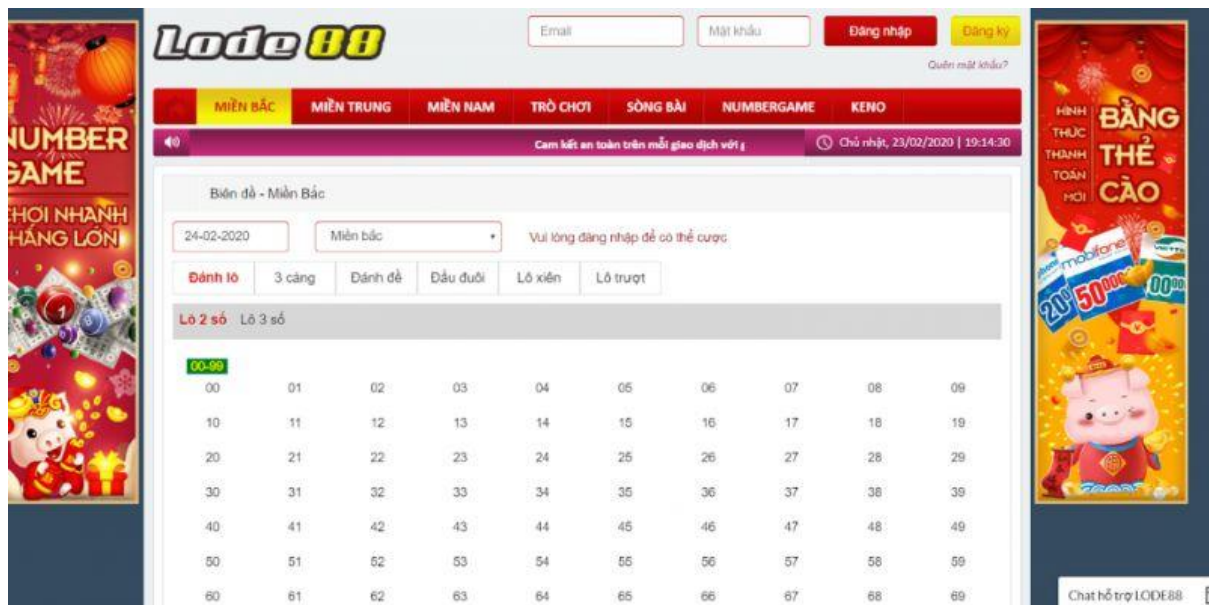 Lode 88
Email
Mật khẩu
Đăng nhập
Đăng ký
Quên mật khẩu?
MIỀN BẮC MIỀN TRUNG MIỀN NAM TRÒ CHƠI SÒNG BÀI NUMBERGAME KENO
Cam kết an toàn trên mỗi giao dịch với
Chủ nhật, 23/02/2020 | 19:14:30
NUMBER
GAME
CHƠI NHANH
THẮNG LỚN
HÌNH
THỨC
THANH
TOÁN
MỚI
BẰNG
THẺ
CÀO
mobifone
50000
Biên đề - Miền Bắc
24-02-2020
Miền bắc
Vui lòng đăng nhập để có thể cược
Đánh lô 3 càng Đánh đề Đầu đuôi Lô xiên Lô trượt
Lô 2 số Lô 3 số
00-99
00 01 02 03 04 05 06 07 08 09
10 11 12 13 14 15 16 17 18 19
20 21 22 23 24 25 26 27 28 29
30 31 32 33 34 35 36 37 38 39
40 41 42 43 44 45 46 47 48 49
50 51 52 53 54 55 56 57 58 59
60 61 62 63 64 65 66 67 68 69
Chat hỗ trợ LODE88